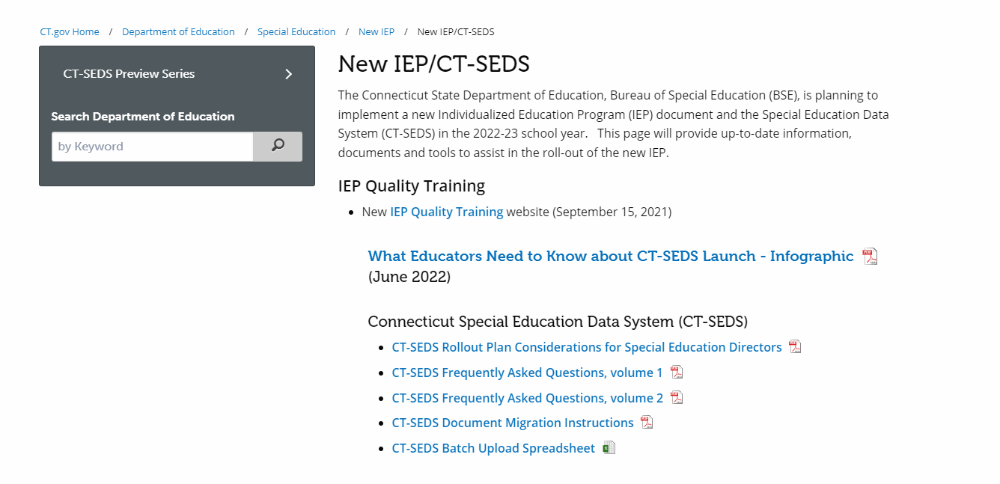 CT.gov Home / Department of Education / Special Education / New IEP / New IEP/CT-SEDS
CT-SEDS Preview Series
Search Department of Education
by Keyword
New IEP/CT-SEDS
The Connecticut State Department of Education, Bureau of Special Education (BSE), is planning to
implement a new Individualized Education Program (IEP) document and the Special Education Data
System (CT-SEDS) in the 2022-23 school year. This page will provide up-to-date information,
documents and tools to assist in the roll-out of the new IEP.
IEP Quality Training
• New IEP Quality Training website (September 15, 2021)
What Educators Need to Know about CT-SEDS Launch - Infographic
(June 2022)
Connecticut Special Education Data System (CT-SEDS)
• CT-SEDS Rollout Plan Considerations for Special Education Directors
• CT-SEDS Frequently Asked Questions, volume 1
• CT-SEDS Frequently Asked Questions, volume 2
• CT-SEDS Document Migration Instructions
• CT-SEDS Batch Upload Spreadsheet